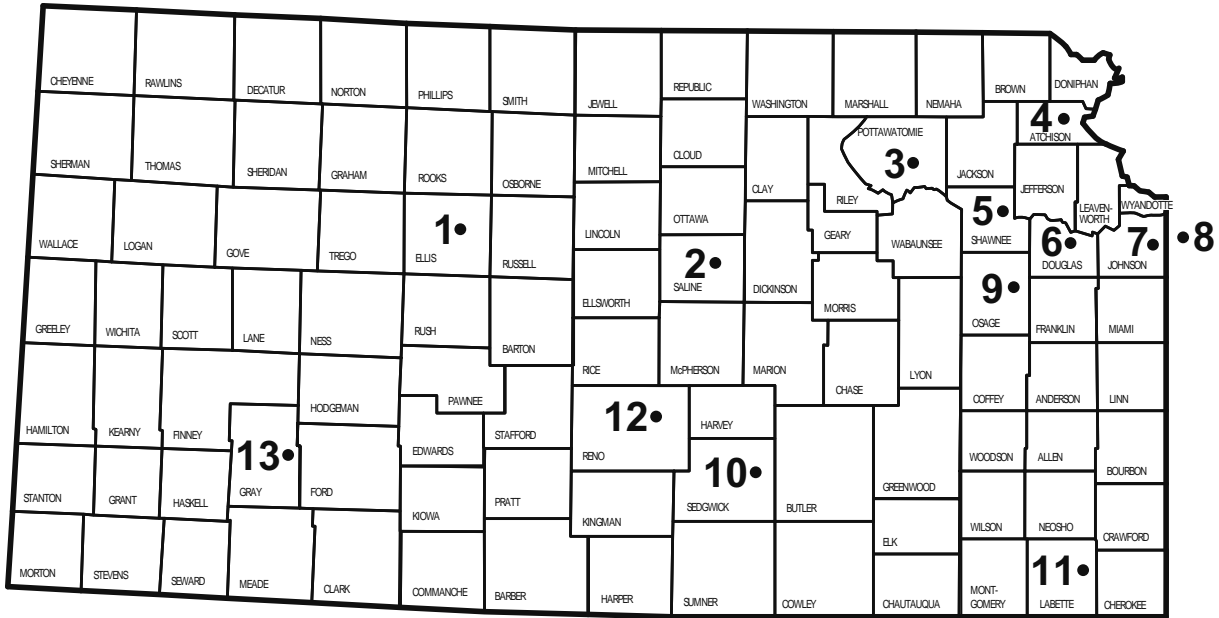 CHEYENNE RAWLINS DECATUR NORTON PHILLIPS SMITH JEWELL REPUBLIC WASHINGTON MARSHALL NEMAHA BROWN DONIPHAN
4
ATCHISON
SHERMAN THOMAS SHERIDAN GRAHAM ROOKS OSBORNE MITCHELL CLOUD CLAY RILEY POTTAWATOMIE JACKSON JEFFERSON LEAVEN-
WORTH WYANDOTTE
3
5
SHAWNEE
WALLACE LOGAN GOVE TREGO ELLIS RUSSELL LINCOLN OTTAWA GEARY WABAUNSEE
1
2
SALINE DICKINSON
6
DOUGLAS
7
JOHNSON
8
ELLSWORTH MORRIS
9
OSAGE FRANKLIN MIAMI
GREELEY WICHITA SCOTT LANE NESS RUSH BARTON RICE McPHERSON MARION CHASE LYON
COFFEY ANDERSON LINN
HAMILTON KEARNY FINNEY HODGEMAN PAWNEE EDWARDS STAFFORD
12
RENO
HARVEY
13
GRAY FORD
10
SEDGWICK BUTLER GREENWOOD WOODSON ALLEN BOURBON
STANTON GRANT HASKELL KIOWA PRATT KINGMAN ELK WILSON NEOSHO CRAWFORD
MORTON STEVENS SEWARD MEADE CLARK COMMANCHE BARBER HARPER SUMNER COWLEY CHAUTAUQUA MONT-
GOMERY
11
LABETTE CHEROKEE